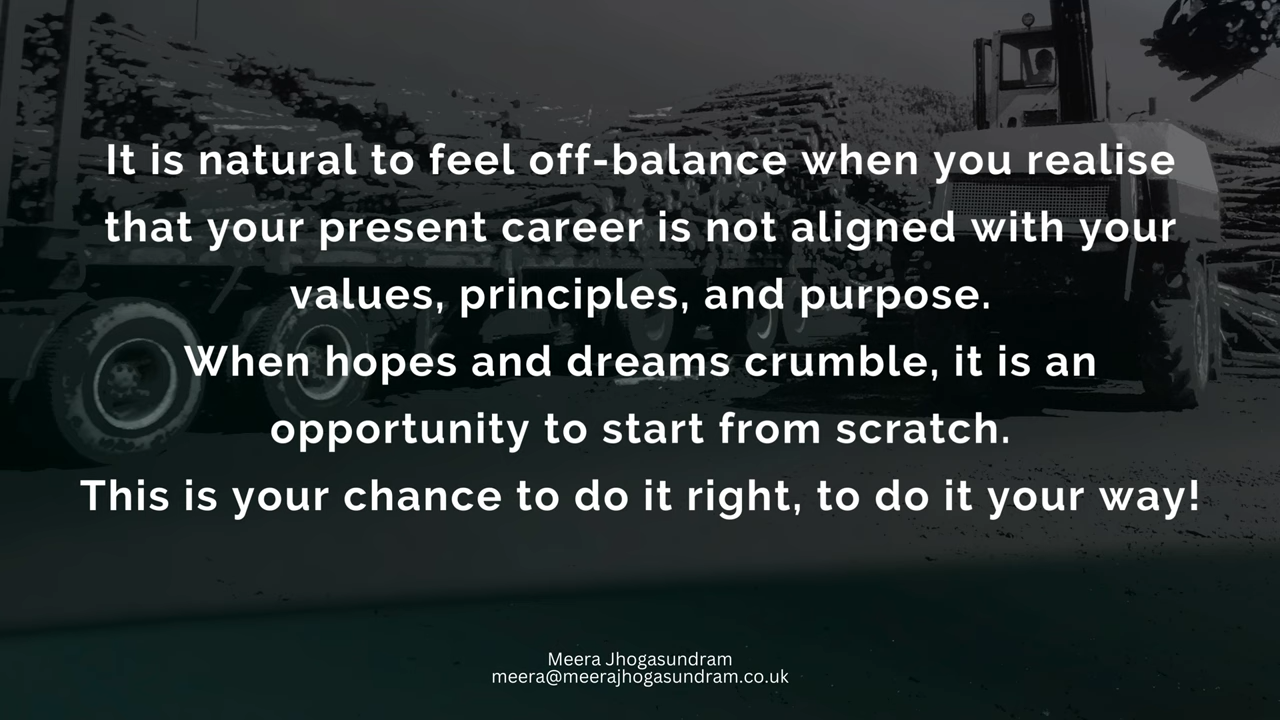 It is natural to feel off-balance when you realise
that your present career is not aligned with your
values, principles, and purpose.
When hopes and dreams crumble, it is an
opportunity to start from scratch.
This is your chance to do it right, to do it your way!
Meera Jhogasundram
meera@meerajhogasundram.co.uk